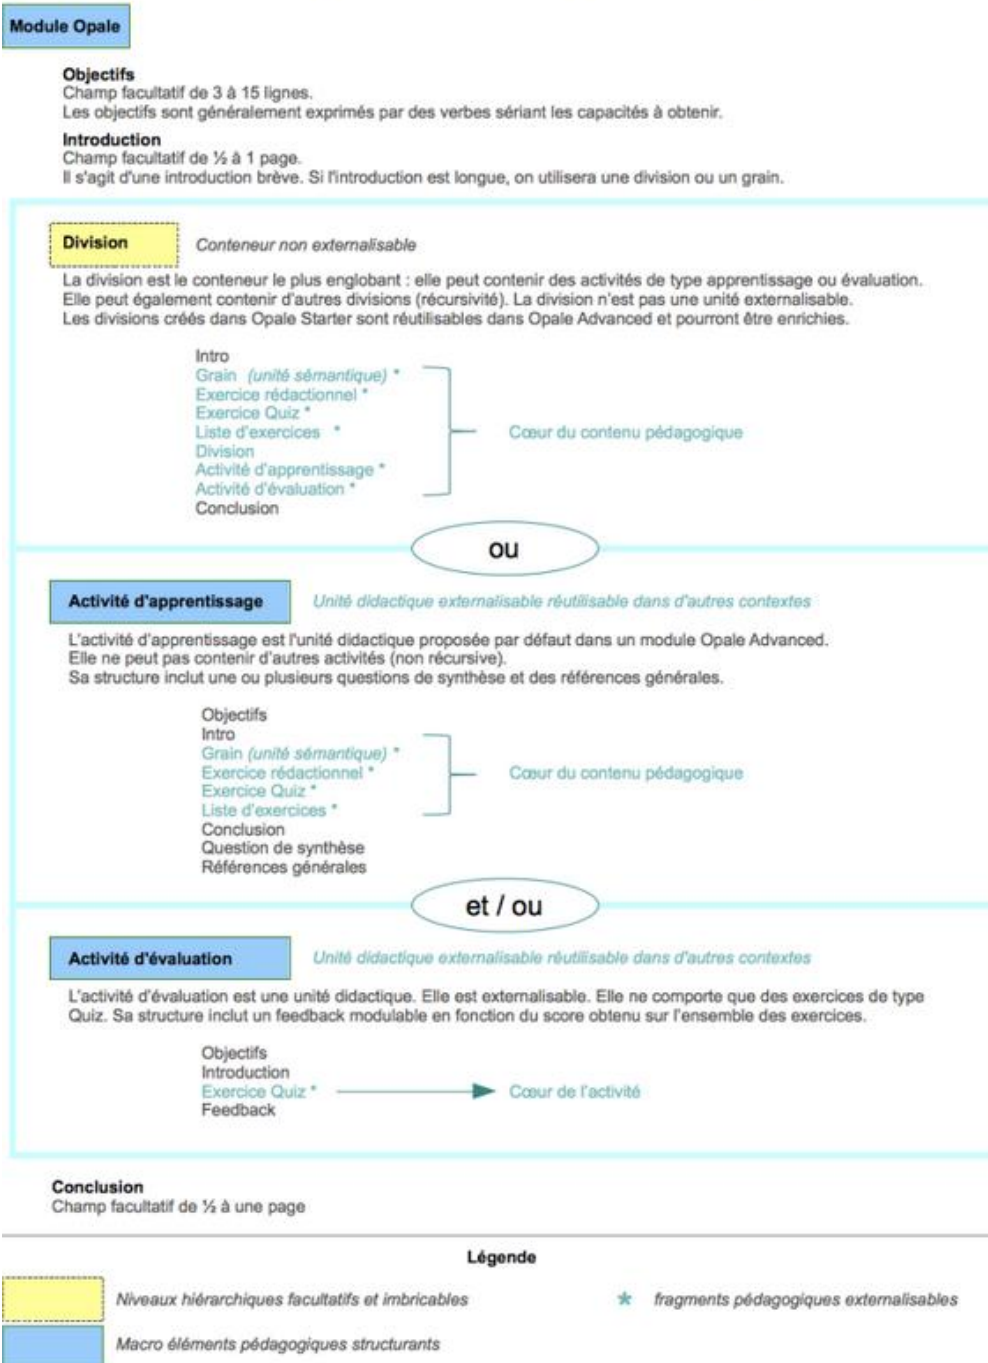 Module Opale
Objectifs
Champ facultatif de 3 à 15 lignes.
Les objectifs sont généralement exprimés par des verbes sériant les capacités à obtenir.
Introduction
Champ facultatif de ½ à 1 page.
Il s'agit d'une introduction brève. Si l'introduction est longue, on utilisera une division ou un grain.
Division
Conteneur non externalisable
La division est le conteneur le plus englobant : elle peut contenir des activités de type apprentissage ou évaluation.
Elle peut également contenir d'autres divisions (récursivité). La division n'est pas une unité externalisable.
Les divisions créés dans Opale Starter sont réutilisables dans Opale Advanced et pourront être enrichies.
Intro
Grain (unité sémantique) *
Exercice rédactionnel *
Exercice Quiz *
Liste d'exercices *
Division
Activité d'apprentissage *
Activité d'évaluation *
Conclusion
Cœur du contenu pédagogique
ou
Activité d'apprentissage
Unité didactique externalisable réutilisable dans d'autres contextes
L'activité d'apprentissage est l'unité didactique proposée par défaut dans un module Opale Advanced.
Elle ne peut pas contenir d'autres activités (non récursive).
Sa structure inclut une ou plusieurs questions de synthèse et des références générales.
Objectifs
Intro
Grain (unité sémantique) *
Exercice rédactionnel *
Exercice Quiz *
Liste d'exercices *
Conclusion
Question de synthèse
Références générales
Cœur du contenu pédagogique
et / ou
Activité d'évaluation
Unité didactique externalisable réutilisable dans d'autres contextes
L'activité d'évaluation est une unité didactique. Elle est externalisable. Elle ne comporte que des exercices de type
Quiz. Sa structure inclut un feedback modulable en fonction du score obtenu sur l'ensemble des exercices.
Objectifs
Introduction
Exercice Quiz *
Feedback
Cœur de l'activité
Conclusion
Champ facultatif de ½ à une page
Légende
Niveaux hiérarchiques facultatifs et imbricables
* fragments pédagogiques externalisables
Macro éléments pédagogiques structurants